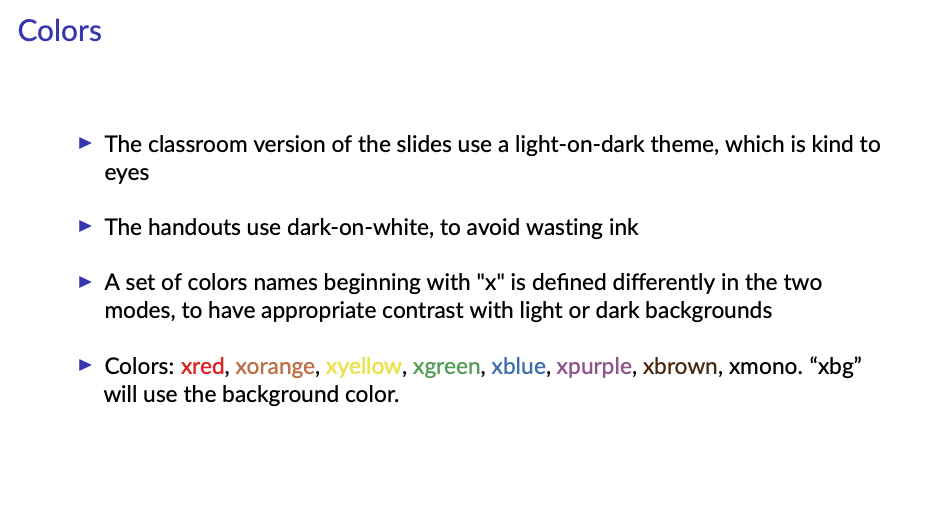 Colors
The classroom version of the slides use a light-on-dark theme, which is kind to
eyes
The handouts use dark-on-white, to avoid wasting ink
A set of colors names beginning with "x" is defined differently in the two
modes, to have appropriate contrast with light or dark backgrounds
Colors: xred, xorange, xyellow, xgreen, xblue, xpurple, xbrown, xmono. “xbg”
will use the background color.